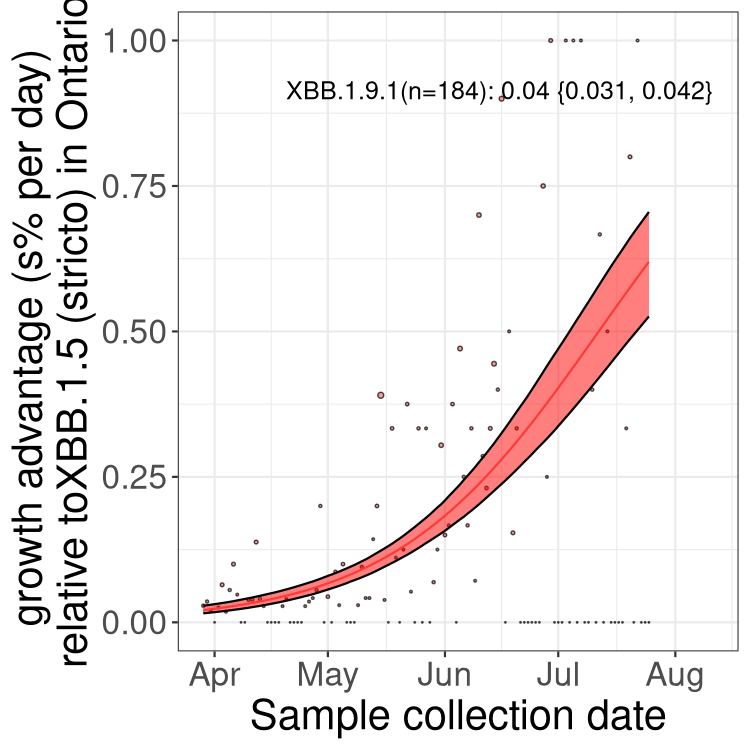 growth advantage (s% per day)
relative toXBB.1.5 (stricto) in Ontario
1.00
0.75
0.50
0.25
0.00
XBB.1.9.1(n=184): 0.04 {0.031, 0.042}
Apr May Jun Jul Aug
Sample collection date